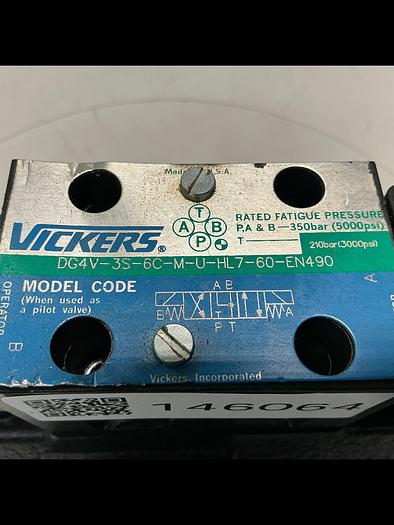 Made U.S.A
T
A B
P
VICKERS®
RATED FATIGUE PRESSURE
P,A & B—350bar (5000psi)
T— 210bar (3000psi)
DG4V-3S-6C-M-U-HL7-60-EN490
MODEL CODE
(When used as
a pilot valve)
OPERATOR B
A
A B
B A
T
P T
Vickers, Incorporated
146064